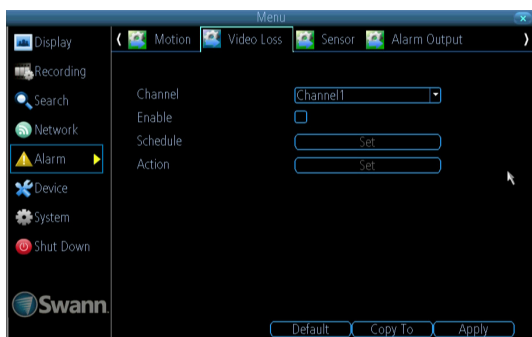 Menu
Display
Motion Video Loss Sensor Alarm Output
Recording
Search
Network
Alarm
Device
System
Shut Down
Channel Channel1
Enable
Schedule Set
Action Set
Swann.
Default Copy To Apply